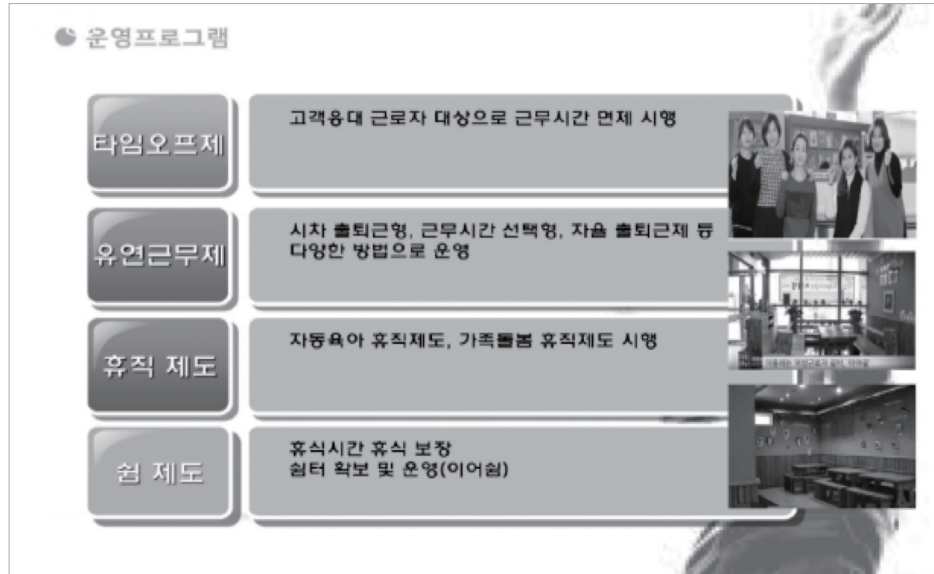 운영프로그램
타임오프제
고객응대 근로자 대상으로 근무시간 면제 시행
유연근무제
시차 출퇴근형, 근무시간 선택형, 자율 출퇴근제 등
다양한 방법으로 운영
휴직 제도
자동육아 휴직제도, 가족돌봄 휴직제도 시행
쉼 제도
휴식시간 휴식 보장
쉼터 확보 및 운영(이어쉼)